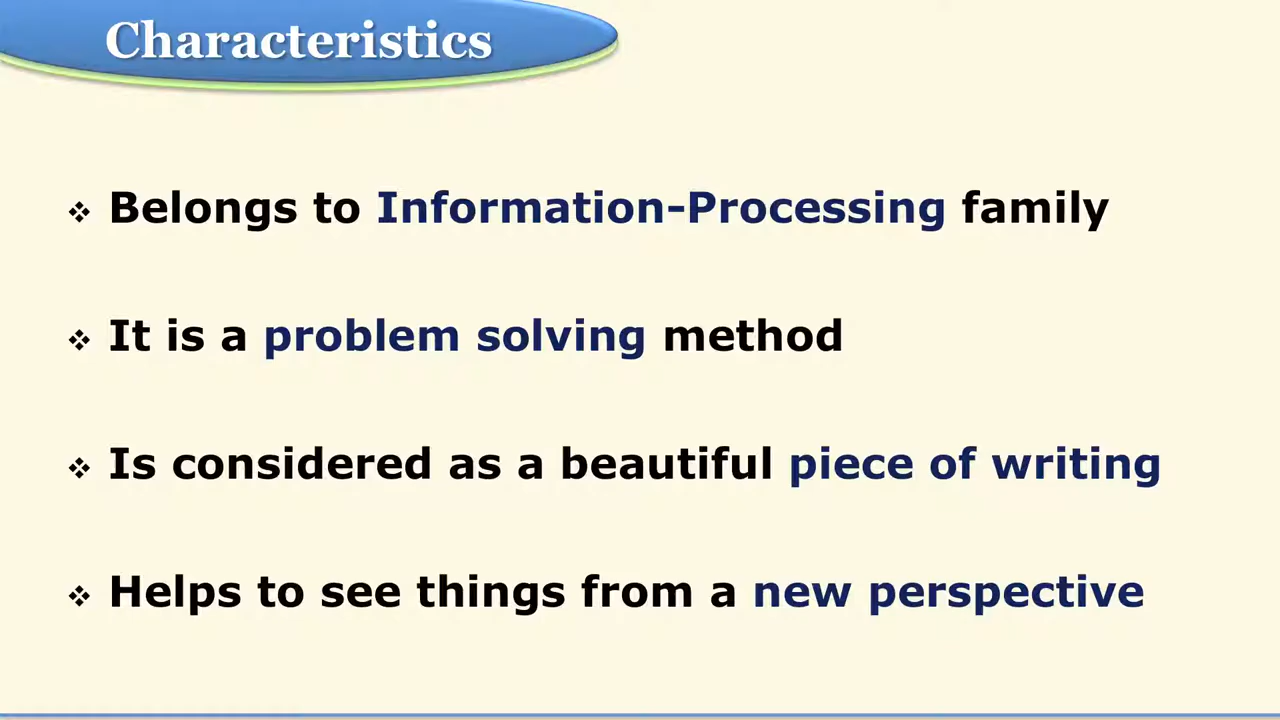 Characteristics
❖ Belongs to Information-Processing family
❖ It is a problem solving method
❖ Is considered as a beautiful piece of writing
❖ Helps to see things from a new perspective